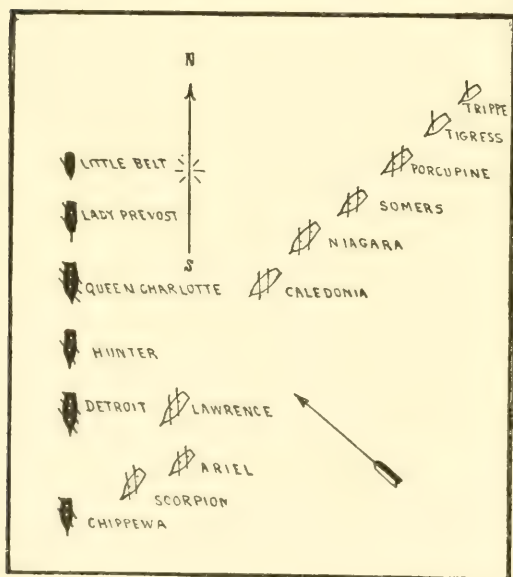 N
TRIPPE
TIGRESS
LITTLE BELT
PORCUPINE
LADY PREVOST
SOMERS
NIAGARA
S
QUEEN CHARLOTTE
CALEDONIA
HUNTER
DETROIT
LAWRENCE
ARIEL
SCORPION
CHIPPEWA